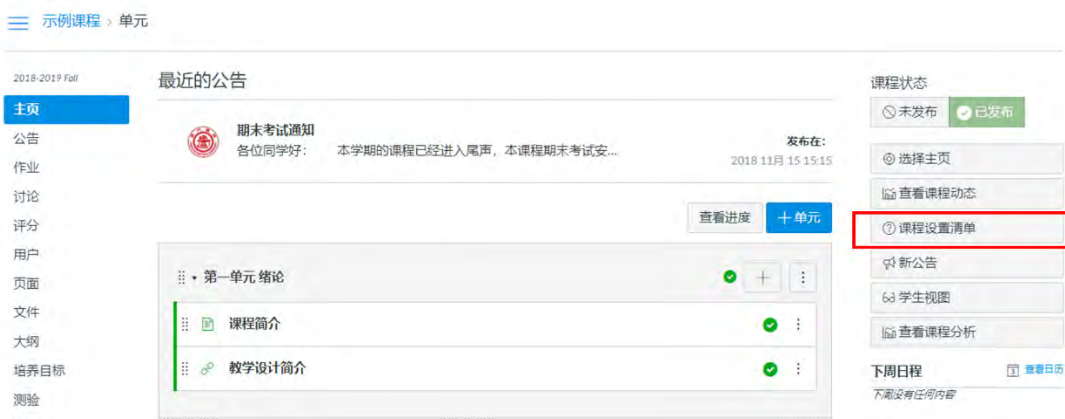 示例课程 › 单元
2018-2019 Fall
主页
公告
作业
讨论
评分
用户
页面
文件
大纲
培养目标
测验
最近的公告
期末考试通知
各位同学好： 本学期的课程已经进入尾声，本课程期末考试安...
发布在：
2018 11月 15 15:15
查看进度
＋单元
第一单元 绪论
课程简介
教学设计简介
课程状态
未发布 已发布
选择主页
查看课程动态
课程设置清单
新公告
学生视图
查看课程分析
下周日程 查看日历
下周没有任何内容